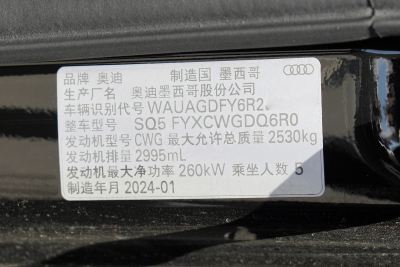 品牌 奥迪 制造国 墨西哥
生产厂名 奥迪墨西哥股份公司
车辆识别代号 WAUAGDFY6R2
整车型号 SQ5 FYXCWGDQ6R0
发动机型号 CWG 最大允许总质量 2530kg
发动机排量 2995mL
发动机最大净功率 260kW 乘坐人数 5
制造年月 2024-01